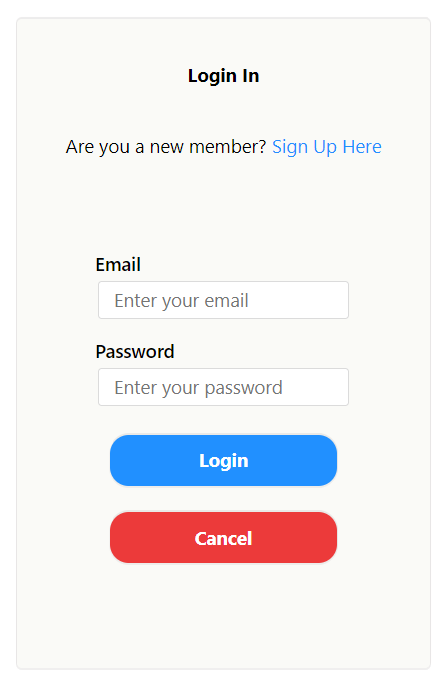 Login In
Are you a new member? Sign Up Here
Email
Enter your email
Password
Enter your password
Login
Cancel